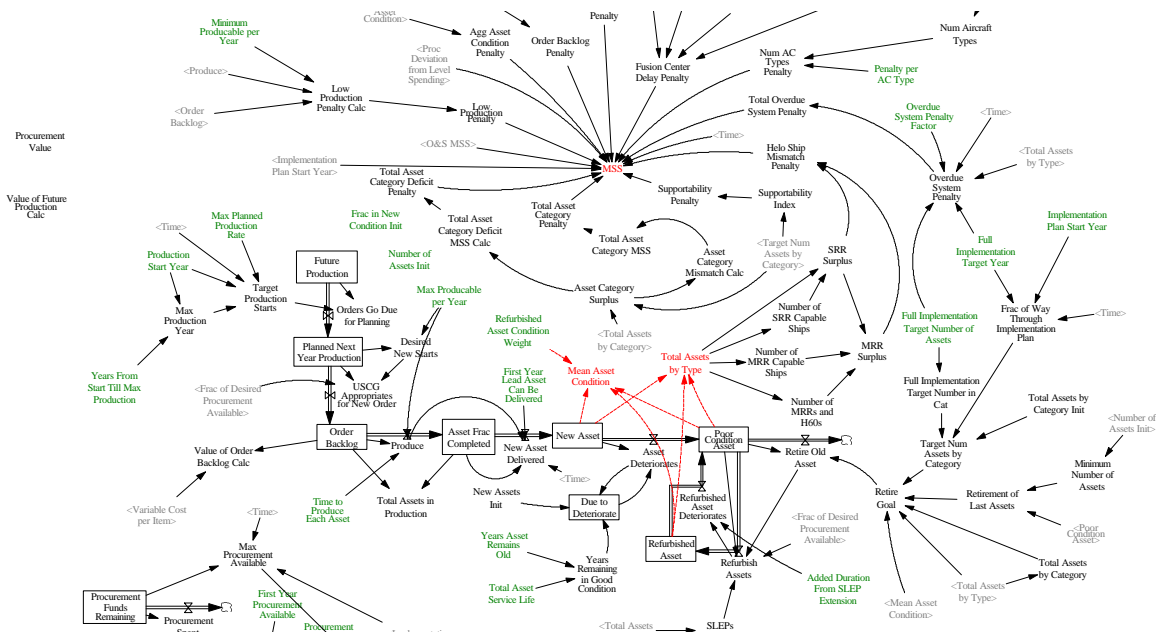 Asset
Condition>
Minimum
Producable per
Year
Agg Asset
Condition
Penalty
Order Backlog
Penalty
Penalty
Num Aircraft
Types
<Proc
Deviation
from Level
Spending>
Fusion Center
Delay Penalty
Num AC
Types
Penalty
<Produce>
Penalty per
AC Type
Low
Production
Penalty Calc
<Order
Backlog>
Low
Production
Penalty
Total Overdue
System Penalty
Overdue
System Penalty
Factor
<Time>
Procurement
Value
<O&S MSS>
<Time>
<Total Assets
by Type>
<Implementation
Plan Start Year>
MSS
Helo Ship
Mismatch
Penalty
Total Asset
Category Deficit
Penalty
Overdue
System
Penalty
Supportability
Penalty
Supportability
Index
Value of Future
Production
Calc
Total Asset
Category
Penalty
Frac in New
Condition Init
Max Planned
Production
Rate
Total Asset
Category Deficit
MSS Calc
Implementation
Plan Start Year
<Time>
Total Asset
Category MSS
<Target Num
Assets by
Category>
Full
Implementation
Target Year
Production
Start Year
Future
Production
Number of
Assets Init
Asset
Category
Mismatch Calc
SRR
Surplus
Target
Production
Starts
Asset Category
Surplus
Max Producable
per Year
Max
Production
Year
Orders Go Due
for Planning
Number of
SRR Capable
Ships
Full Implementation
Target Number of
Assets
Frac of Way
Through
Implementation
Plan
<Time>
Refurbished
Asset Condition
Weight
<Total Assets
by Category>
Planned Next
Year Production
Desired
New Starts
Total Assets
by Type
Number of
MRR Capable
Ships
MRR
Surplus
Years From
Start Till Max
Production
<Frac of Desired
Procurement
Available>
USCG
Appropriates
for New Order
First Year
Lead Asset
Can Be
Delivered
Mean Asset
Condition
Full Implementation
Target Number in
Cat
Number of
MRRs and
H60s
Total Assets by
Category Init
<Number of
Assets Init>
Order
Backlog
Produce
Asset Frac
Completed
New Asset
Delivered
New Asset
Asset
Deteriorates
Poor
Condition
Asset
Retire Old
Asset
Target Num
Assets by
Category
Value of Order
Backlog Calc
<Time>
Minimum
Number of
Assets
<Variable Cost
per Item>
Time to
Produce
Each Asset
Total Assets in
Production
New Assets
Init
Due to
Deteriorate
Refurbished
Asset
Deteriorates
Retire
Goal
Retirement of
Last Assets
<Time>
<Frac of Desired
Procurement
Available>
<Poor
Condition
Asset>
Years Asset
Remains
Old
Max
Procurement
Available
Refurbished
Asset
Refurbish
Assets
Years
Remaining
in Good
Condition
Total Assets
by Category
Total Asset
Service Life
Added Duration
From SLEP
Extension
<Total Assets
by Type>
<Mean Asset
Condition>
Procurement
Funds
Remaining
First Year
Procurement
Available
Procurement
<Total Assets
SLEPs